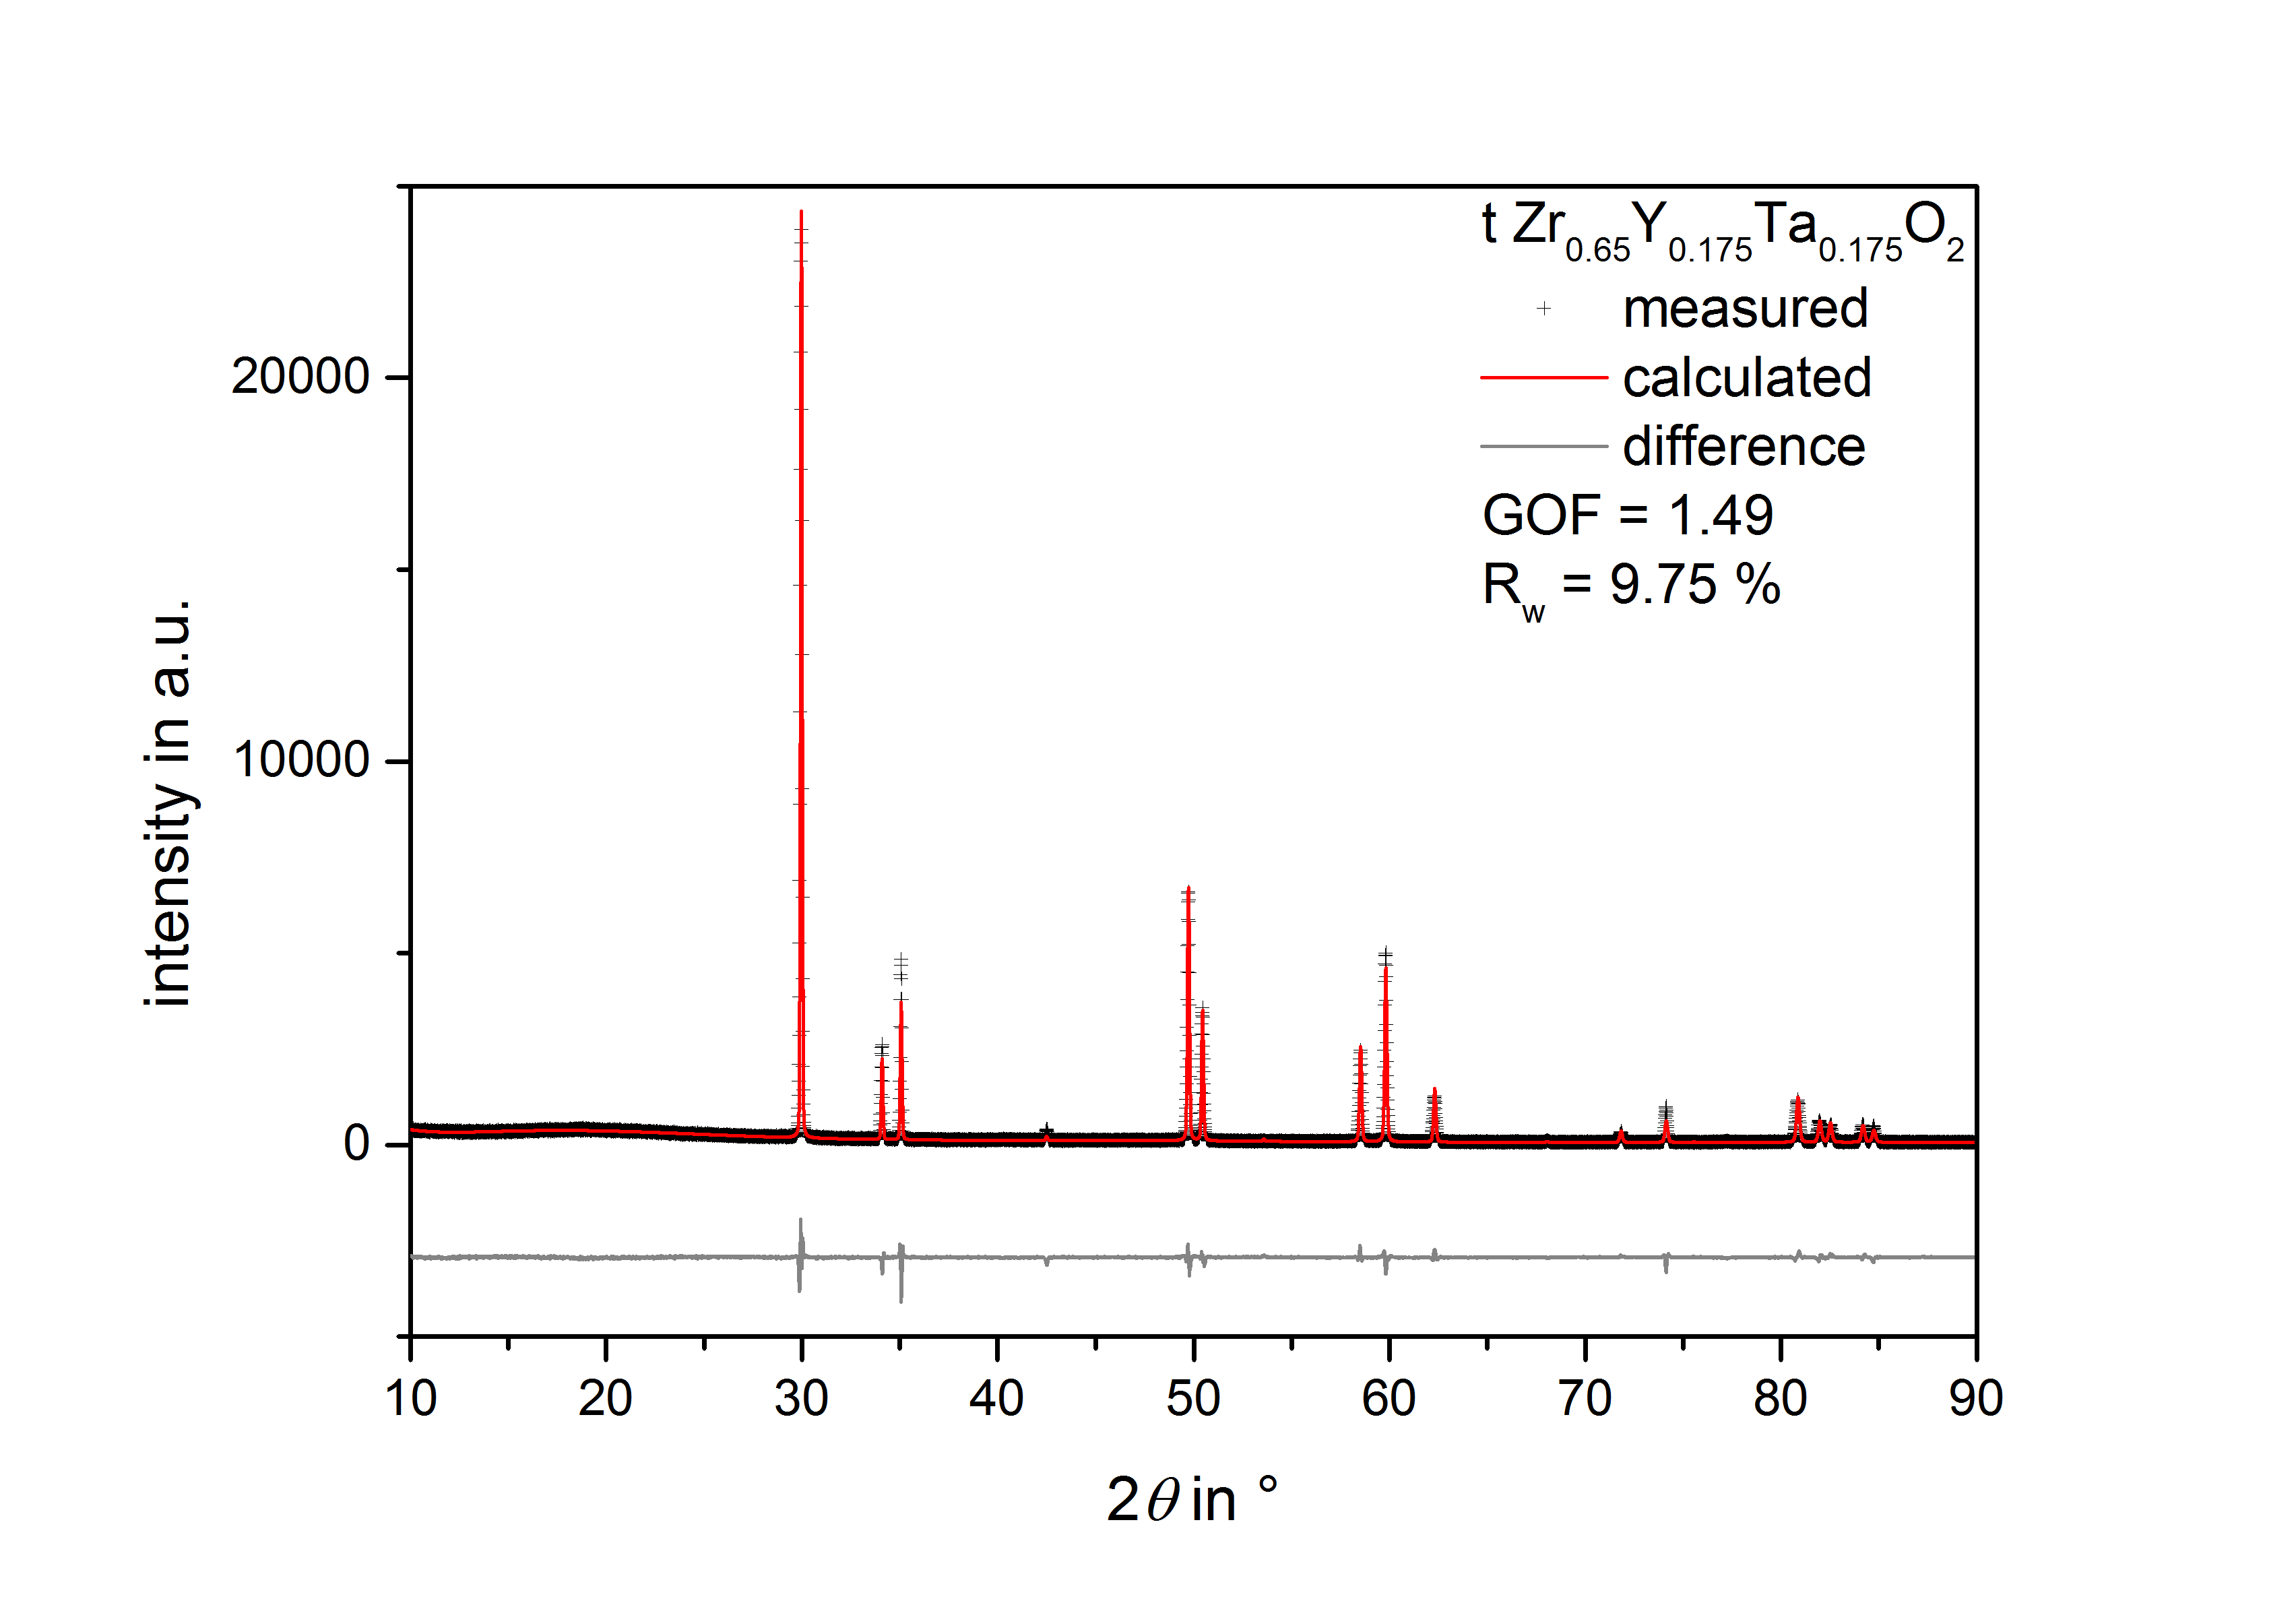 t Zr0.65Y0.175Ta0.175O2
measured
calculated
difference
GOF = 1.49
Rw = 9.75 %
20000
10000
0
intensity in a.u.
10 20 30 40 50 60 70 80 90
2θ in °